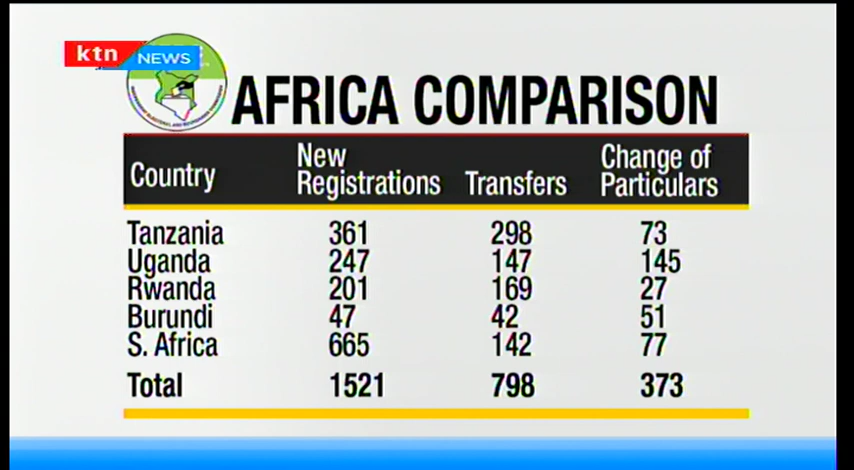 ktn NEWS
AFRICA COMPARISON
Country New Registrations Transfers Change of Particulars
Tanzania 361 298 73
Uganda 247 147 145
Rwanda 201 169 27
Burundi 47 42 51
S. Africa 665 142 77
Total 1521 798 373